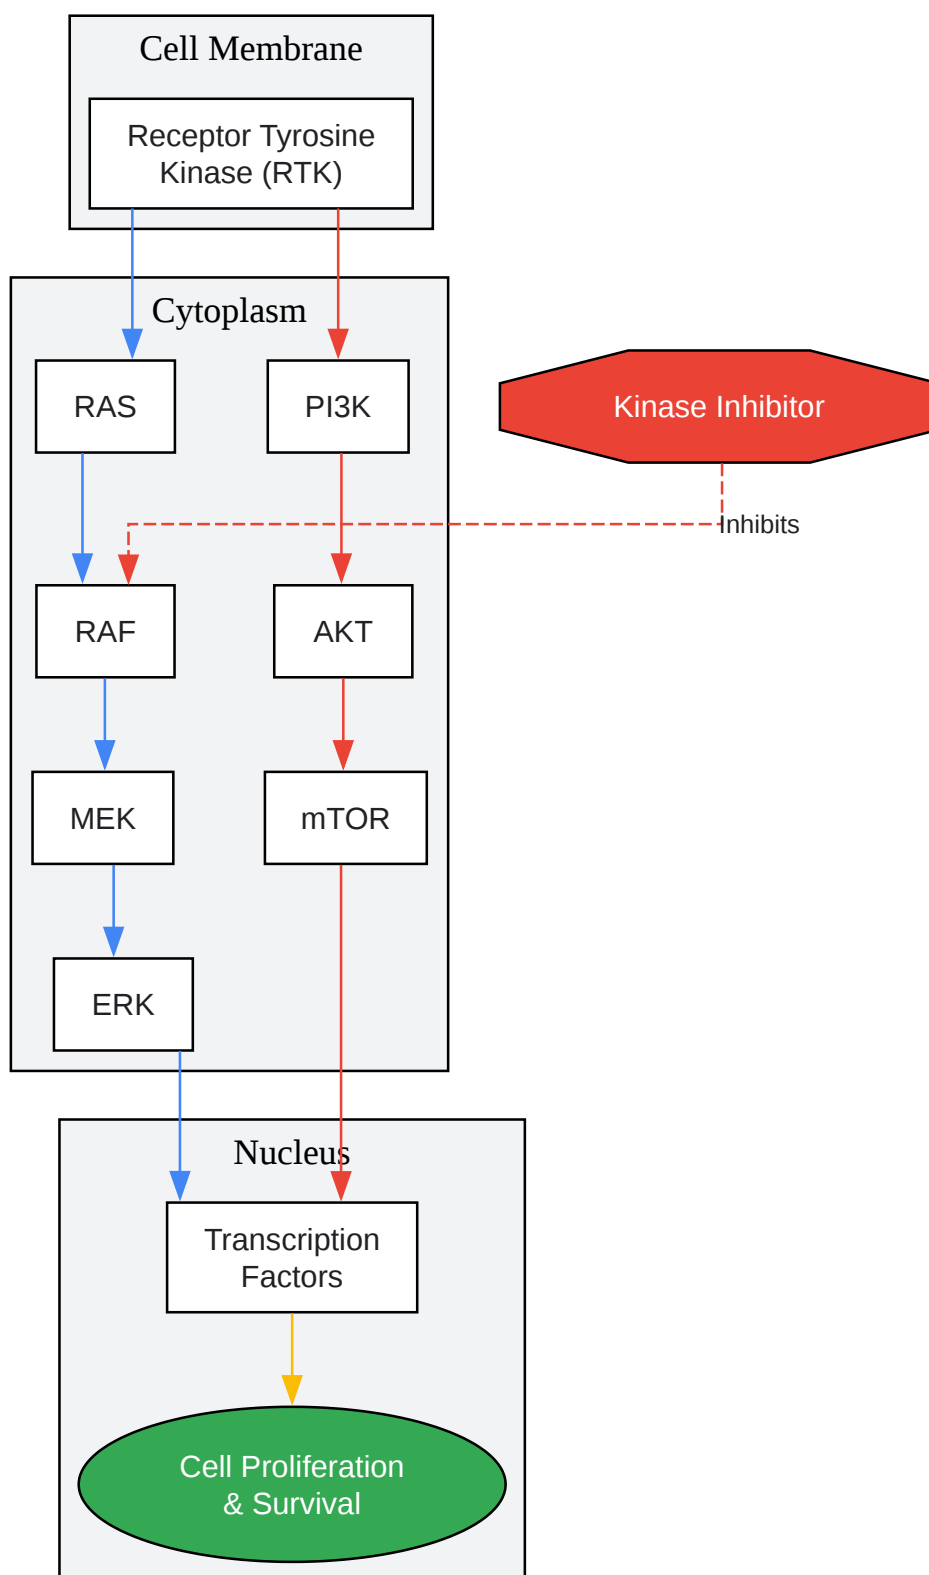 Cell Membrane
Receptor Tyrosine
Kinase (RTK)
Cytoplasm
RAS
PI3K
Kinase Inhibitor
Inhibits
RAF
AKT
MEK
mTOR
ERK
Nucleus
Transcription
Factors
Cell Proliferation
& Survival